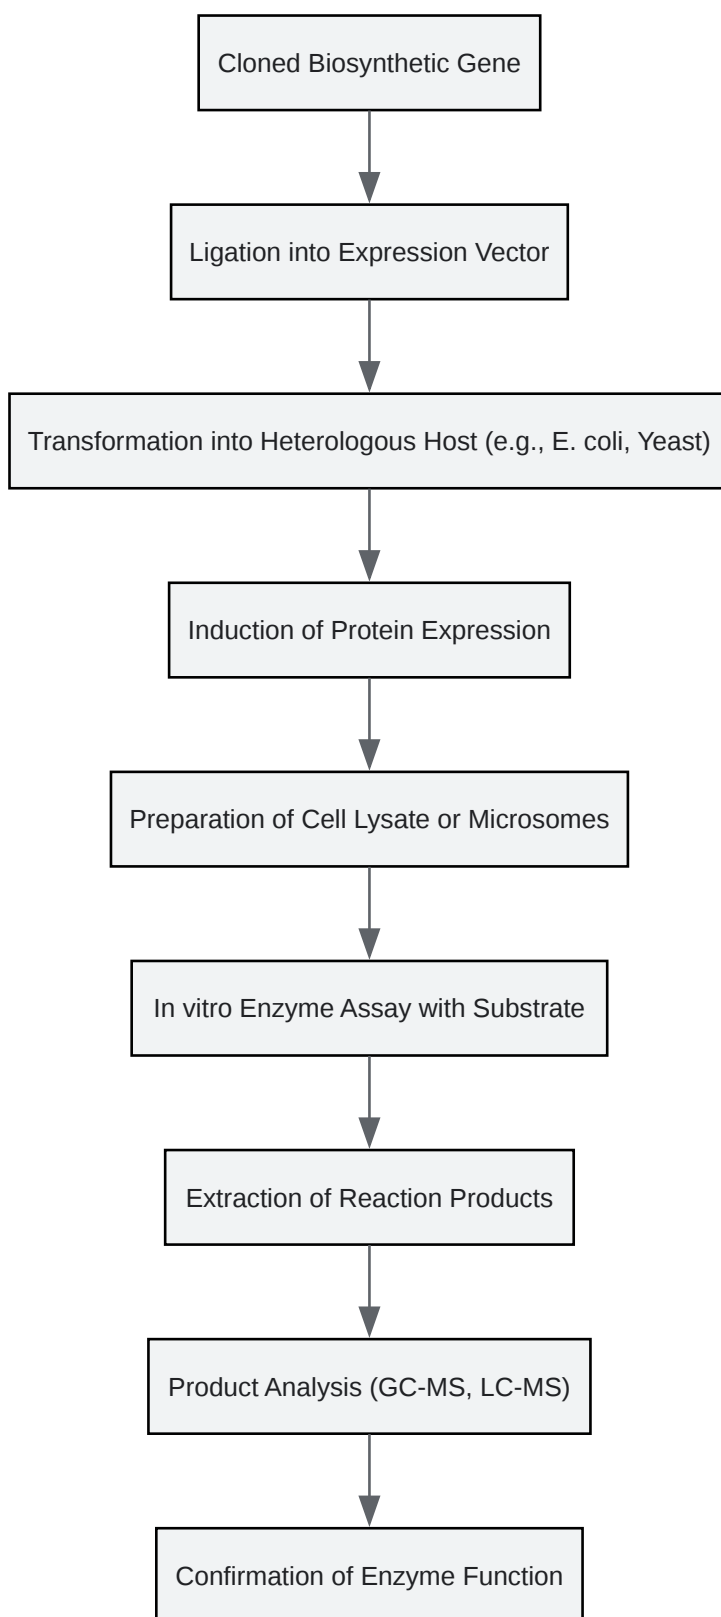 Cloned Biosynthetic Gene
Ligation into Expression Vector
Transformation into Heterologous Host (e.g., E. coli, Yeast)
Induction of Protein Expression
Preparation of Cell Lysate or Microsomes
In vitro Enzyme Assay with Substrate
Extraction of Reaction Products
Product Analysis (GC-MS, LC-MS)
Confirmation of Enzyme Function